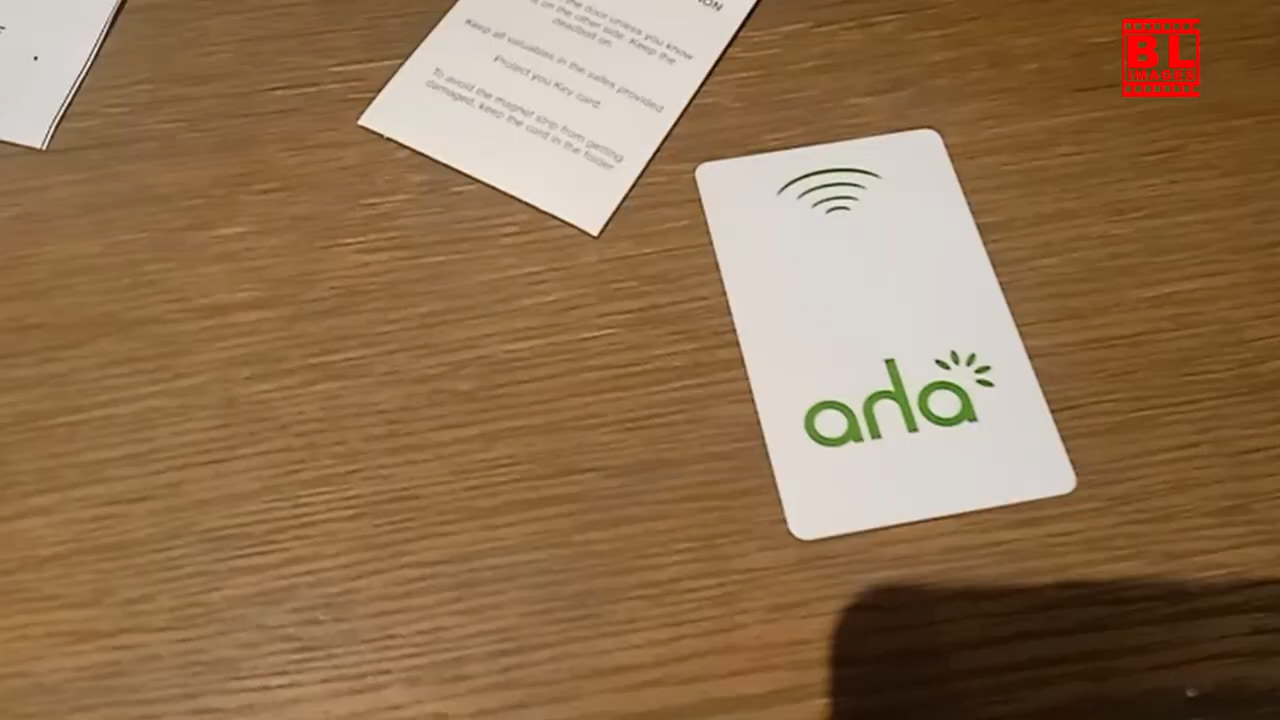 the door unless you know
on the other side. Keep the
deadbolt on.
Keep all valuables in the safes provided
Protect you Key card.
To avoid the magnet strip from getting
damaged, keep the card in the folder.
BL
IMAGES
arla